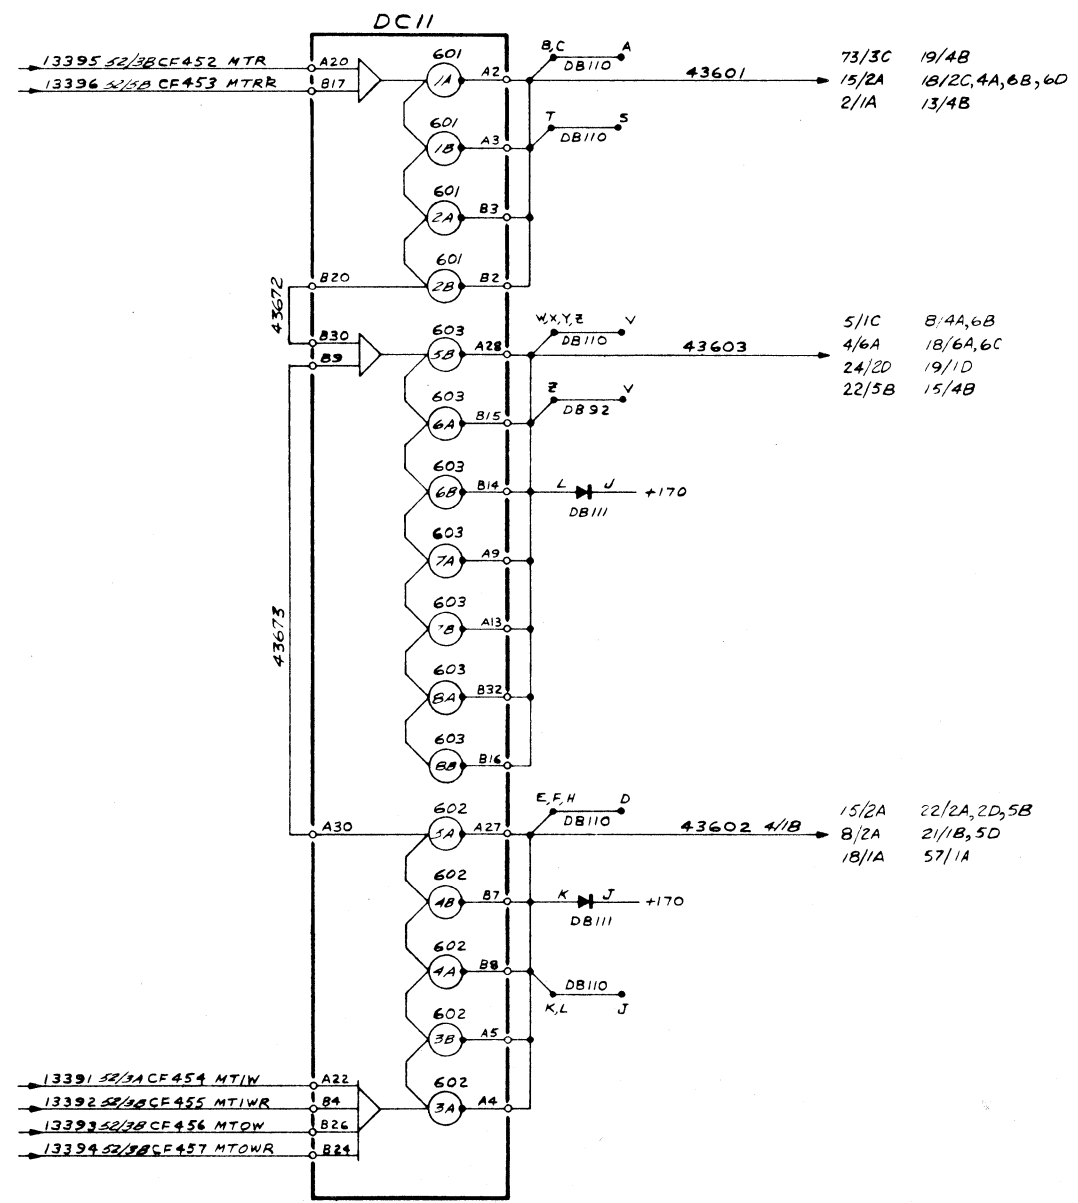 DC11
13395 52/3B CF452 MTR A20
13396 52/5B CF453 MTRR B17
601
1A A2
B,C A
DB110
43601
73/3C 19/4B
15/2A 18/2C,4A,6B,6D
2/1A 13/4B
601
1B A3
T S
DB110
601
2A B3
601
B20 2B B2
43672
B30
B9
603
5B A28
W,X,Y,Z V
DB110
43603
5/1C 8/4A,6B
4/6A 18/6A,6C
24/2D 19/1D
22/5B 15/4B
603
6A B15
Z V
DB92
603
6B B14
L J +170
DB111
603
7A A9
43673
603
7B A13
603
8A B32
603
8B B16
602
A30 5A A27
E,F,H D
DB110
43602 4/1B
15/2A 22/2A,2D,5B
8/2A 21/1B,5D
18/1A 57/1A
602
4B B7
K J +170
DB111
602
4A B8
DB110
K,L J
602
3B A5
602
3A A4
13391 52/3A CF454 MT1W A22
13392 52/3B CF455 MT1WR B4
13393 52/3B CF456 MTOW B26
13394 52/3B CF457 MTOWR B24